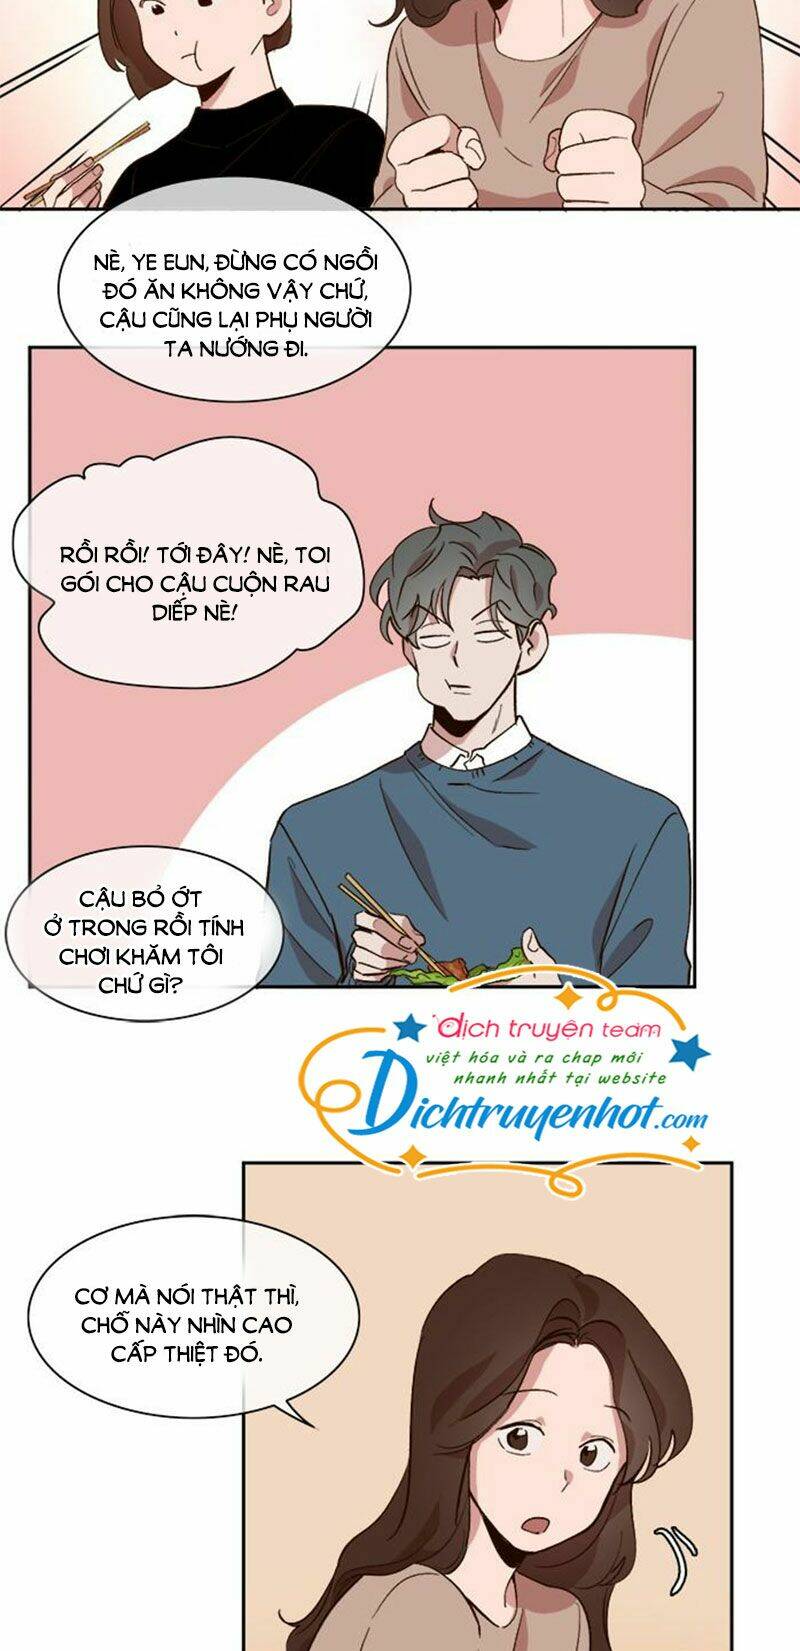 NÈ, YE EUN, ĐỪNG CÓ NGỒI
ĐÓ ĂN KHÔNG VẬY CHỨ,
CẬU CŨNG LẠI PHỤ NGƯỜI
TA NƯỚNG ĐI.
RỒI RỒI! TỚI ĐÂY! NÈ, TOI
GÓI CHO CẬU CUỘN RAU
DIẾP NÈ!
CẬU BỎ ỚT
Ở TRONG RỒI TÍNH
CHƠI KHĂM TÔI
CHỨ GÌ?
dịch truyện team
việt hóa và ra chap mới
nhanh nhất tại website
Dichtruyenhot.com
CƠ MÀ NÓI THẬT THÌ,
CHỖ NÀY NHÌN CAO
CẤP THIỆT ĐÓ.